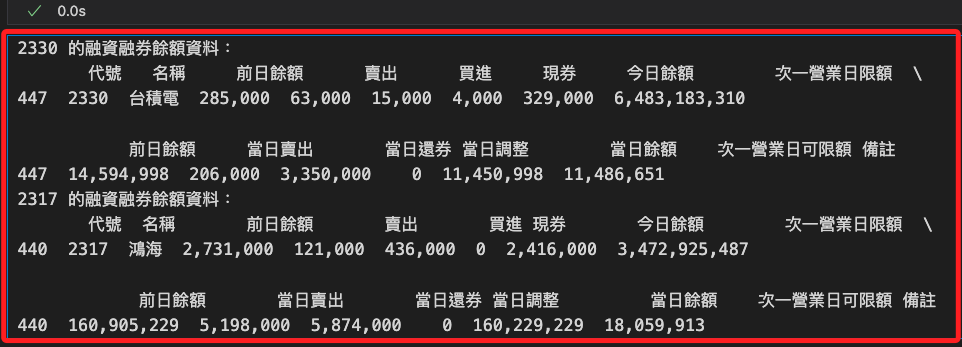 ✓ 0.0s
2330 的融資融券餘額資料：
代號 名稱 前日餘額 賣出 買進 現券 今日餘額 次一營業日限額 \
447 2330 台積電 285,000 63,000 15,000 4,000 329,000 6,483,183,310
前日餘額 當日賣出 當日還券 當日調整 當日餘額 次一營業日可限額 備註
447 14,594,998 206,000 3,350,000 0 11,450,998 11,486,651
2317 的融資融券餘額資料：
代號 名稱 前日餘額 賣出 買進 現券 今日餘額 次一營業日限額 \
440 2317 鴻海 2,731,000 121,000 436,000 0 2,416,000 3,472,925,487
前日餘額 當日賣出 當日還券 當日調整 當日餘額 次一營業日可限額 備註
440 160,905,229 5,198,000 5,874,000 0 160,229,229 18,059,913